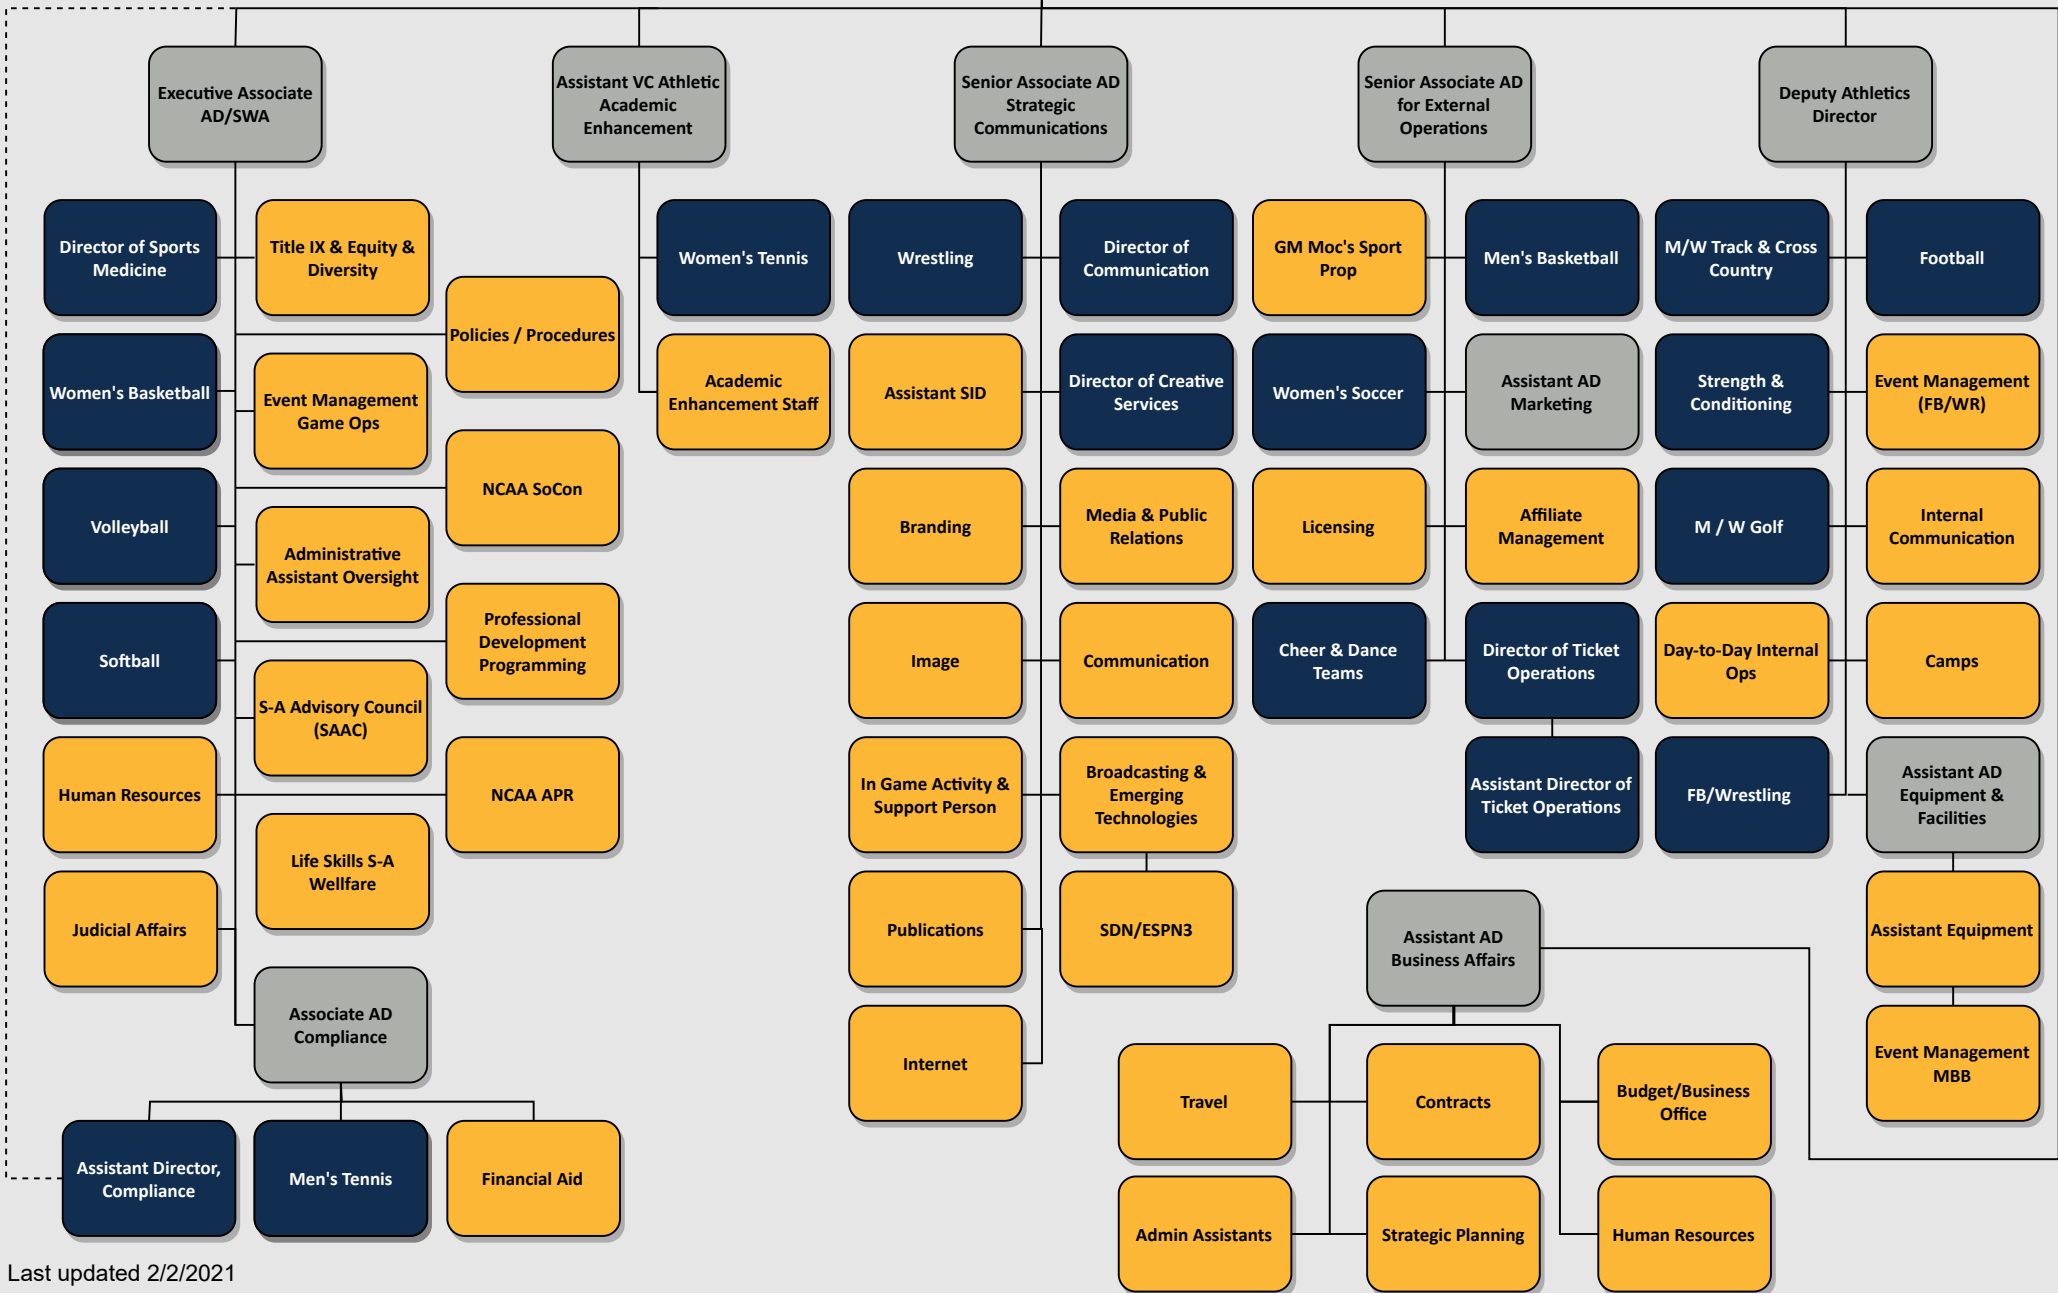 Executive Associate
AD/SWA
Assistant VC Athletic
Academic
Enhancement
Senior Associate AD
Strategic
Communications
Senior Associate AD
for External
Operations
Deputy Athletics
Director
Director of Sports
Medicine
Title IX & Equity &
Diversity
Policies / Procedures
Women's Basketball
Event Management
Game Ops
NCAA SoCon
Volleyball
Administrative
Assistant Oversight
Professional
Development
Programming
Softball
S-A Advisory Council
(SAAC)
Human Resources
NCAA APR
Life Skills S-A
Wellfare
Judicial Affairs
Associate AD
Compliance
Assistant Director,
Compliance
Men's Tennis
Financial Aid
Women's Tennis
Academic
Enhancement Staff
Wrestling
Director of
Communication
Assistant SID
Director of Creative
Services
Branding
Media & Public
Relations
Image
Communication
In Game Activity &
Support Person
Broadcasting &
Emerging
Technologies
Publications
SDN/ESPN3
Internet
GM Moc's Sport
Prop
Men's Basketball
Women's Soccer
Assistant AD
Marketing
Licensing
Affiliate
Management
Cheer & Dance
Teams
Director of Ticket
Operations
Assistant Director of
Ticket Operations
M/W Track & Cross
Country
Football
Strength &
Conditioning
Event Management
(FB/WR)
M / W Golf
Internal
Communication
Day-to-Day Internal
Ops
Camps
FB/Wrestling
Assistant AD
Equipment &
Facilities
Assistant Equipment
Event Management
MBB
Assistant AD
Business Affairs
Travel
Contracts
Budget/Business
Office
Admin Assistants
Strategic Planning
Human Resources
Last updated 2/2/2021